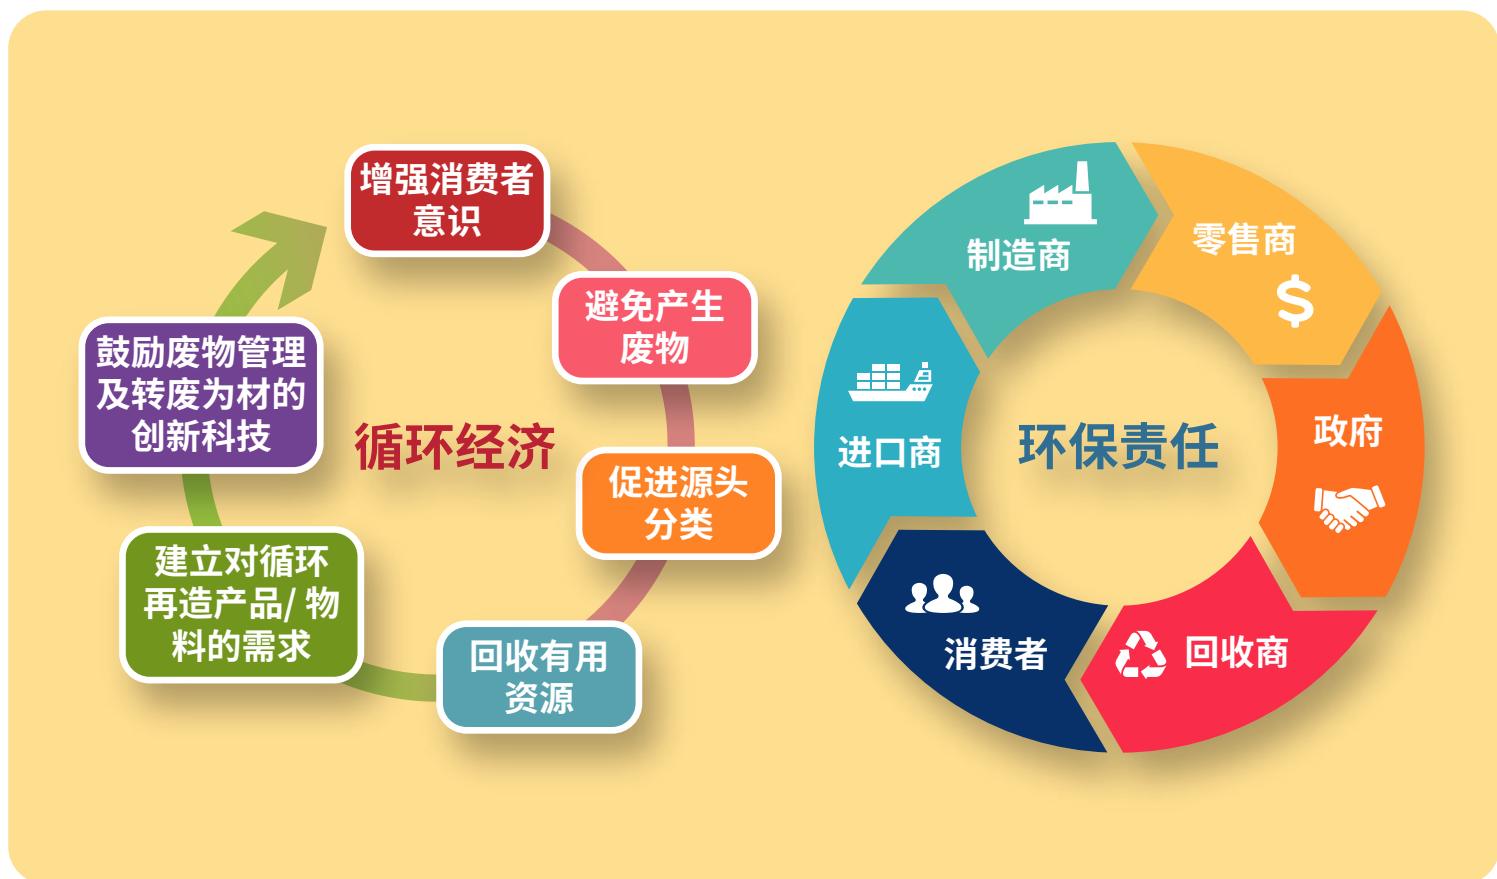 增强消费者
意识
避免产生
废物
促进源头
分类
回收有用
资源
建立对循环
再造产品/ 物
料的需求
鼓励废物管理
及转废为材的
创新科技
循环经济
制造商
零售商
政府
回收商
消费者
进口商
环保责任